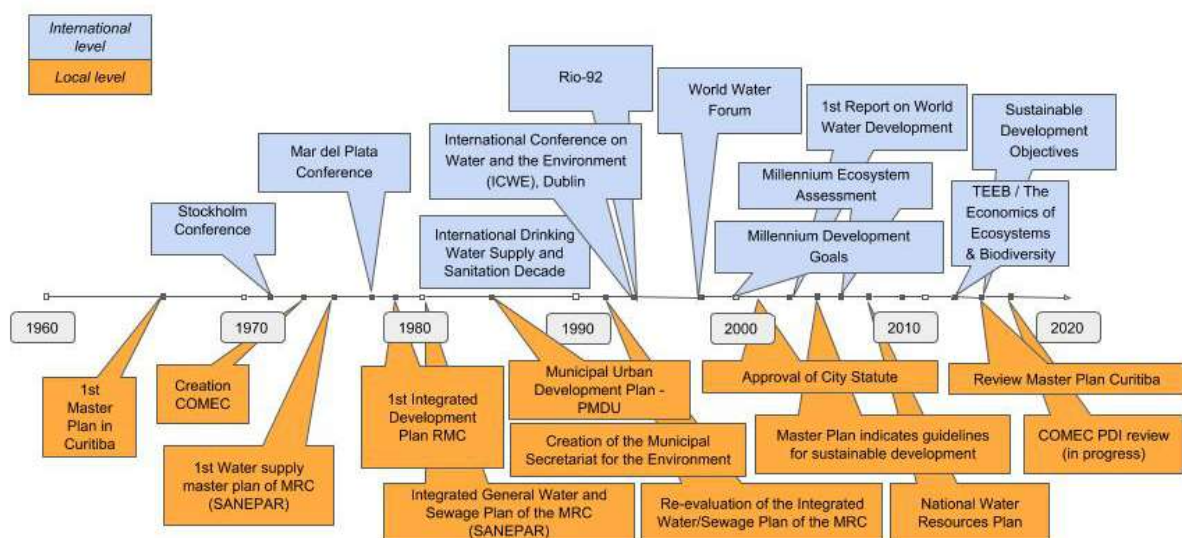 International
level
Local level
Rio-92
World Water
Forum
1st Report on World
Water Development
Sustainable
Development
Objectives
Mar del Plata
Conference
International Conference on
Water and the Environment
(ICWE), Dublin
Millennium Ecosystem
Assessment
TEEB / The
Economics of
Ecosystems
& Biodiversity
Stockholm
Conference
International Drinking
Water Supply and
Sanitation Decade
Millennium Development
Goals
1960
1970
1980
1990
2000
2010
2020
1st
Master
Plan in
Curitiba
Creation
COMEC
1st Integrated
Development
Plan RMC
Municipal Urban
Development Plan -
PMDU
Approval of City Statute
Review Master Plan Curitiba
1st Water supply
master plan of MRC
(SANEPAR)
Creation of the Municipal
Secretariat for the Environment
Master Plan indicates guidelines
for sustainable development
COMEC PDI review
(in progress)
Integrated General Water and
Sewage Plan of the MRC
(SANEPAR)
Re-evaluation of the Integrated
Water/Sewage Plan of the MRC
National Water
Resources Plan